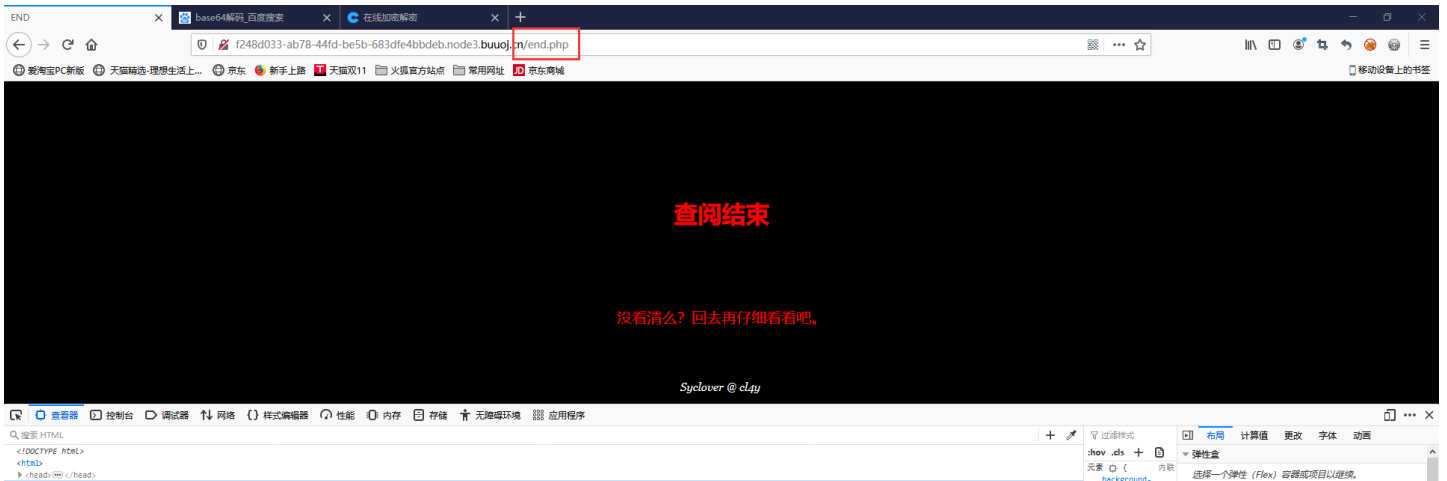 END
base64解码_百度搜索
在线加密解密
f248d033-ab78-44fd-be5b-683dfe4bbdeb.node3.buuoj.cn/end.php
爱淘宝PC新版 天猫精选-理想生活上... 京东 新手上路 天猫双11 火狐官方站点 常用网址 京东商城 移动设备上的书签
查阅结束
没看清么？回去再仔细看看吧。
Syclover @ cl4y
查看器 控制台 调试器 网络 样式编辑器 性能 内存 存储 无障碍环境 应用程序
搜索 HTML
过滤样式
布局 计算值 更改 字体 动画
<!DOCTYPE html>
:hov .cls
弹性盒
<html>
元素 { 内联
<head> </head>
background-
选择一个弹性（Flex）容器或项目以继续。